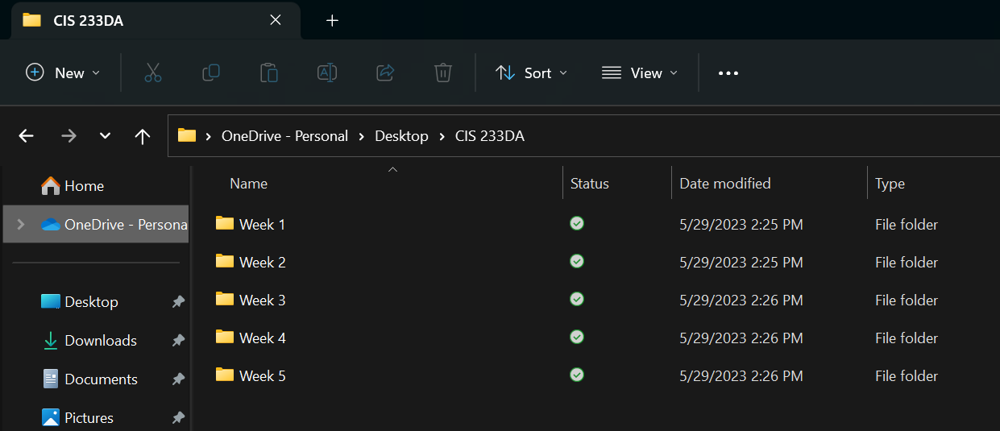 CIS 233DA
New Sort View
OneDrive - Personal Desktop CIS 233DA
Home
OneDrive - Persona
Desktop
Downloads
Documents
Pictures
Name Status Date modified Type
Week 1 5/29/2023 2:25 PM File folder
Week 2 5/29/2023 2:25 PM File folder
Week 3 5/29/2023 2:26 PM File folder
Week 4 5/29/2023 2:26 PM File folder
Week 5 5/29/2023 2:26 PM File folder